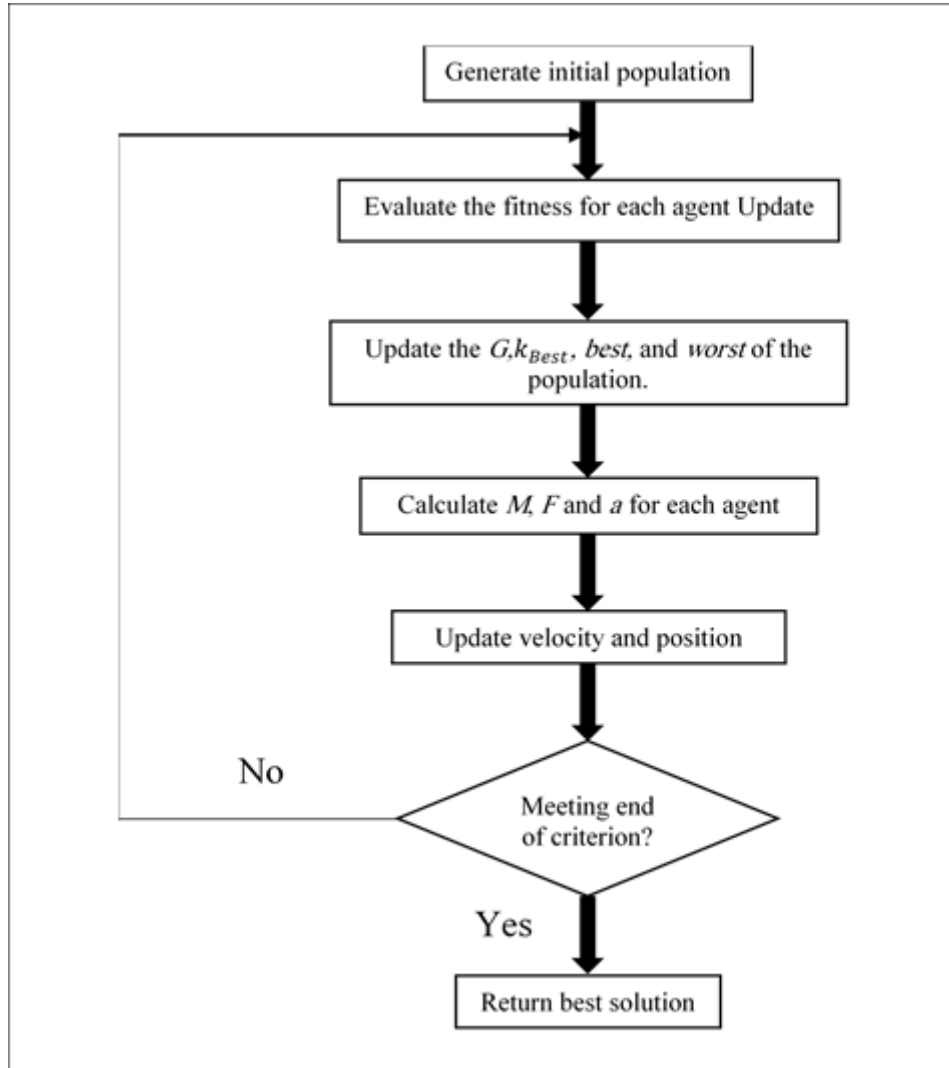 Generate initial population
Evaluate the fitness for each agent Update
Update the G,k_Best, best, and worst of the
population.
Calculate M, F and a for each agent
Update velocity and position
No
Meeting end
of criterion?
Yes
Return best solution